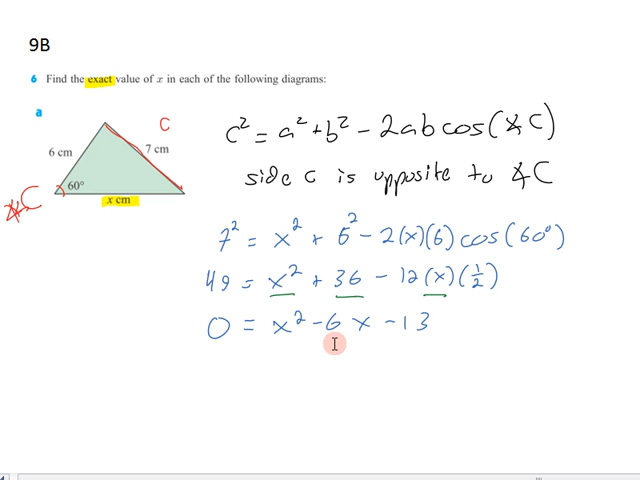 9B
6 Find the exact value of x in each of the following diagrams:
a
C
6 cm
7 cm
∡C
60°
x cm
c² = a² + b² - 2ab cos(∡C)
side c is opposite to ∡C
7² = x² + 6² - 2(x)(6) cos(60°)
49 = x² + 36 - 12(x)(1/2)
0 = x² - 6x - 13